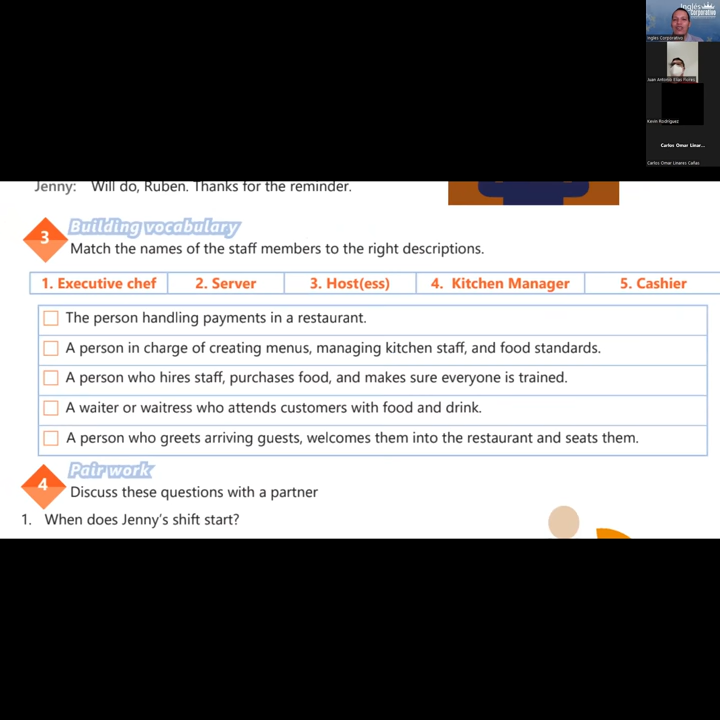 Inglés
Corporativo
Ingles Corporativo
Juan Antonio Elias Flores
Kevin Rodriguez
Carlos Omar Linar...
Carlos Omar Linares Cañas
Jenny: Will do, Ruben. Thanks for the reminder.
3 Building vocabulary
Match the names of the staff members to the right descriptions.
1. Executive chef 2. Server 3. Host(ess) 4. Kitchen Manager 5. Cashier
The person handling payments in a restaurant.
A person in charge of creating menus, managing kitchen staff, and food standards.
A person who hires staff, purchases food, and makes sure everyone is trained.
A waiter or waitress who attends customers with food and drink.
A person who greets arriving guests, welcomes them into the restaurant and seats them.
4 Pair work
Discuss these questions with a partner
1. When does Jenny's shift start?